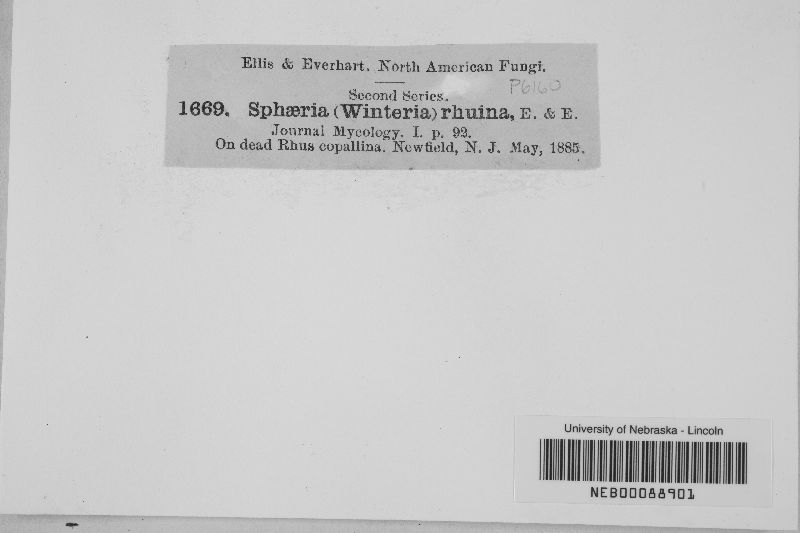 Ellis & Everhart. North American Fungi.
P6160
Second Series.
1669. Sphæria (Winteria) rhuina, E. & E.
Journal Mycology. I. p. 92.
On dead Rhus copallina. Newfield, N. J. May, 1885.
University of Nebraska - Lincoln
NEB00088901